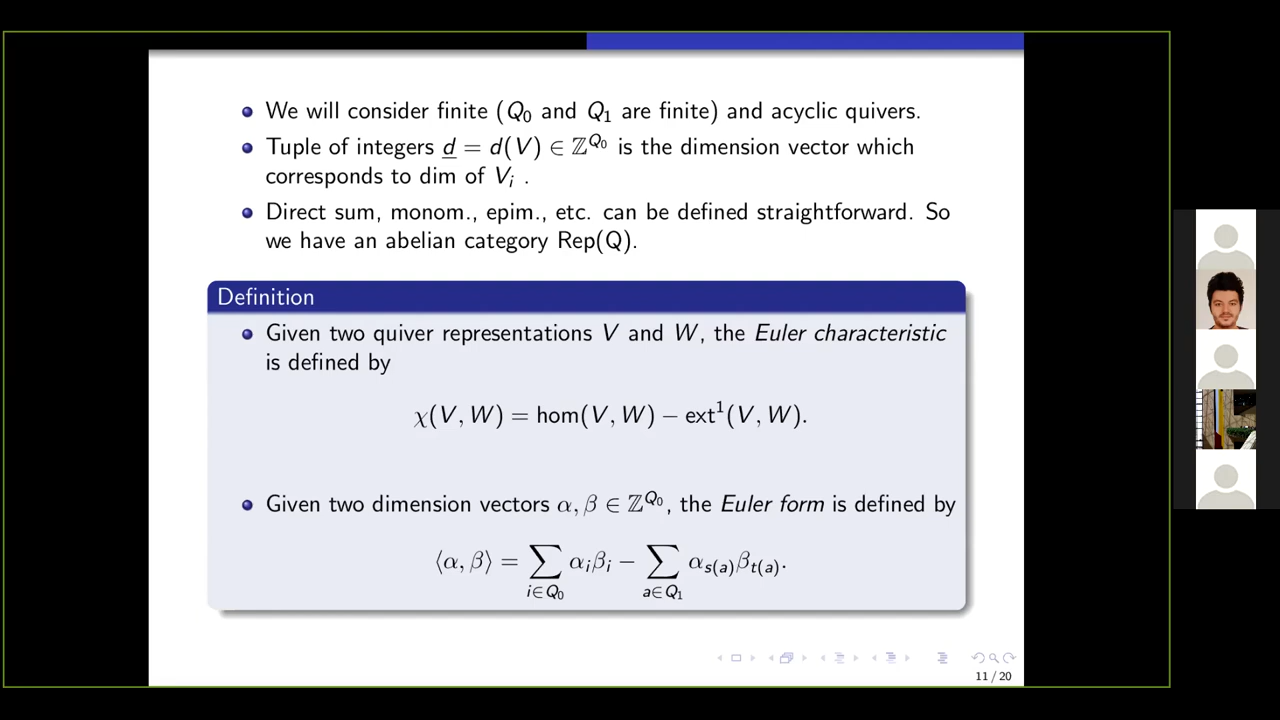 We will consider finite (Q₀ and Q₁ are finite) and acyclic quivers.
Tuple of integers d̲ = d(V) ∈ ℤ^{Q₀} is the dimension vector which
corresponds to dim of Vᵢ .
Direct sum, monom., epim., etc. can be defined straightforward. So
we have an abelian category Rep(Q).
Definition
Given two quiver representations V and W, the Euler characteristic
is defined by
χ(V, W) = hom(V, W) − ext¹(V, W).
Given two dimension vectors α, β ∈ ℤ^{Q₀}, the Euler form is defined by
⟨α, β⟩ = ∑_{i∈Q₀} αᵢβᵢ − ∑_{a∈Q₁} α_{s(a)}β_{t(a)}.
11 / 20